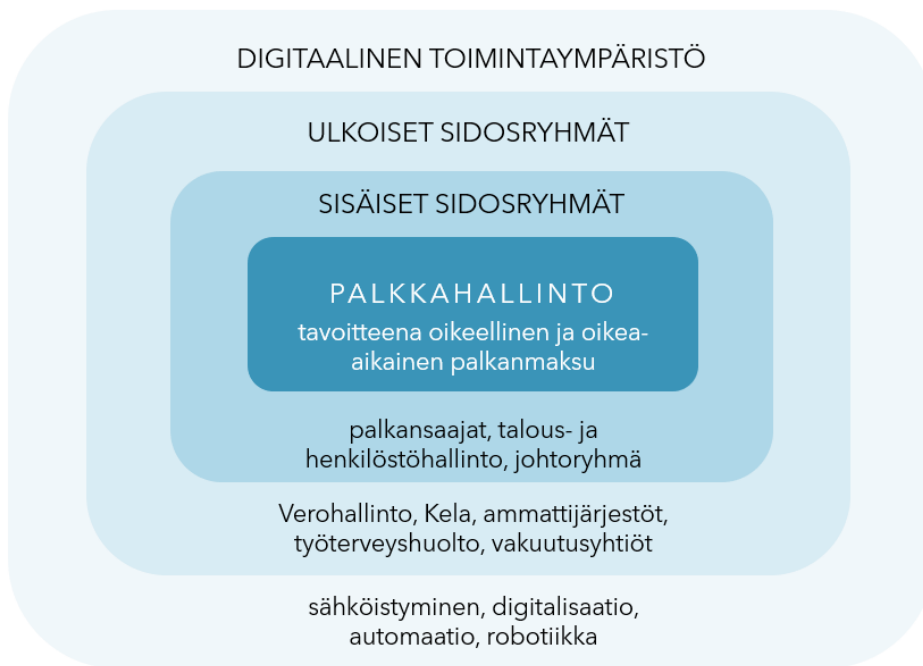 DIGITAALINEN TOIMINTAYMPÄRISTÖ
ULKOISET SIDOSRYHMÄT
SISÄISET SIDOSRYHMÄT
PALKKAHALLINTO
tavoitteena oikeellinen ja oikea-
aikainen palkanmaksu
palkansaajat, talous- ja
henkilöstöhallinto, johtoryhmä
Verohallinto, Kela, ammattijärjestöt,
työterveyshuolto, vakuutusyhtiöt
sähköistyminen, digitalisaatio,
automaatio, robotiikka